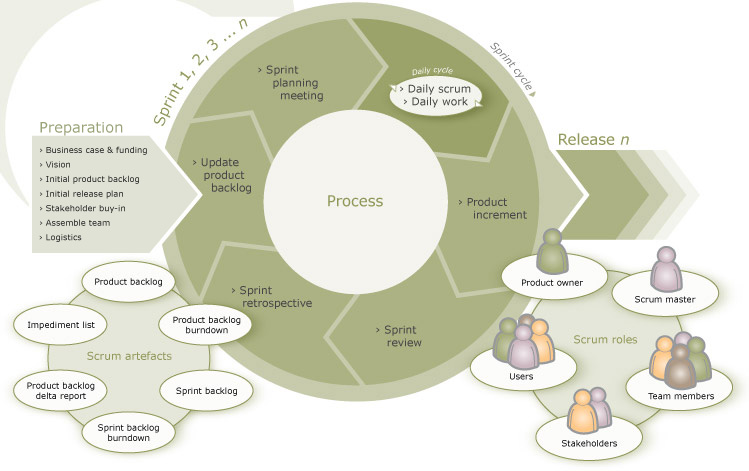 Sprint 1, 2, 3 ... n
Sprint cycle
Daily cycle
› Daily scrum
› Daily work
› Sprint
planning
meeting
Preparation
› Business case & funding
› Vision
› Initial product backlog
› Initial release plan
› Stakeholder buy-in
› Assemble team
› Logistics
› Update
product
backlog
Process
› Product
increment
Release n
› Sprint
retrospective
› Sprint
review
Product backlog
Impediment list
Product backlog
burndown
Scrum artefacts
Product backlog
delta report
Sprint backlog
Sprint backlog
burndown
Product owner
Scrum master
Scrum roles
Users
Team members
Stakeholders